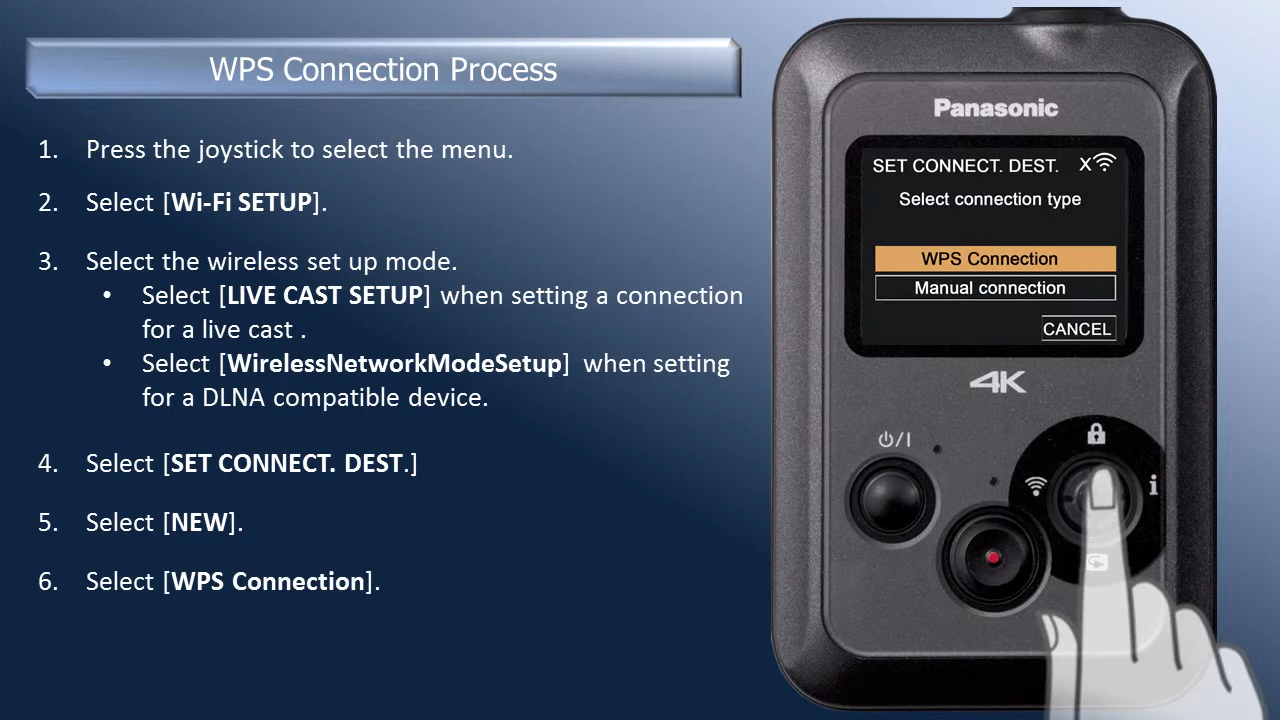 WPS Connection Process
1. Press the joystick to select the menu.
2. Select [Wi-Fi SETUP].
3. Select the wireless set up mode.
• Select [LIVE CAST SETUP] when setting a connection
for a live cast .
• Select [WirelessNetworkModeSetup] when setting
for a DLNA compatible device.
4. Select [SET CONNECT. DEST.]
5. Select [NEW].
6. Select [WPS Connection].
Panasonic
SET CONNECT. DEST. X
Select connection type
WPS Connection
Manual connection
CANCEL
4K
⏻/I
i